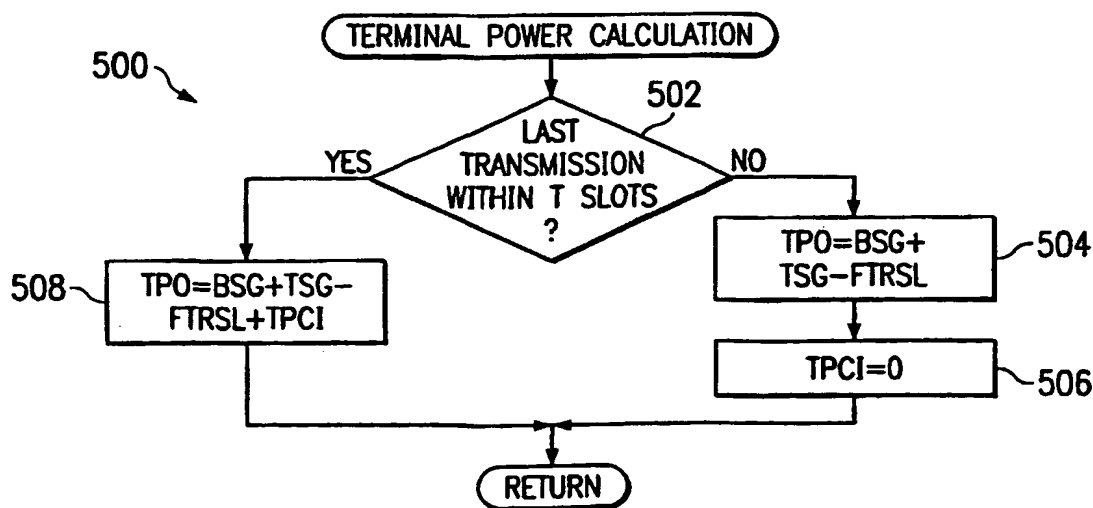 TERMINAL POWER CALCULATION
500
502
LAST
TRANSMISSION
WITHIN T SLOTS
?
YES
NO
508
TPO=BSG+TSG-
FTRSL+TPCI
TPO=BSG+
TSG-FTRSL
504
TPCI=0
506
RETURN